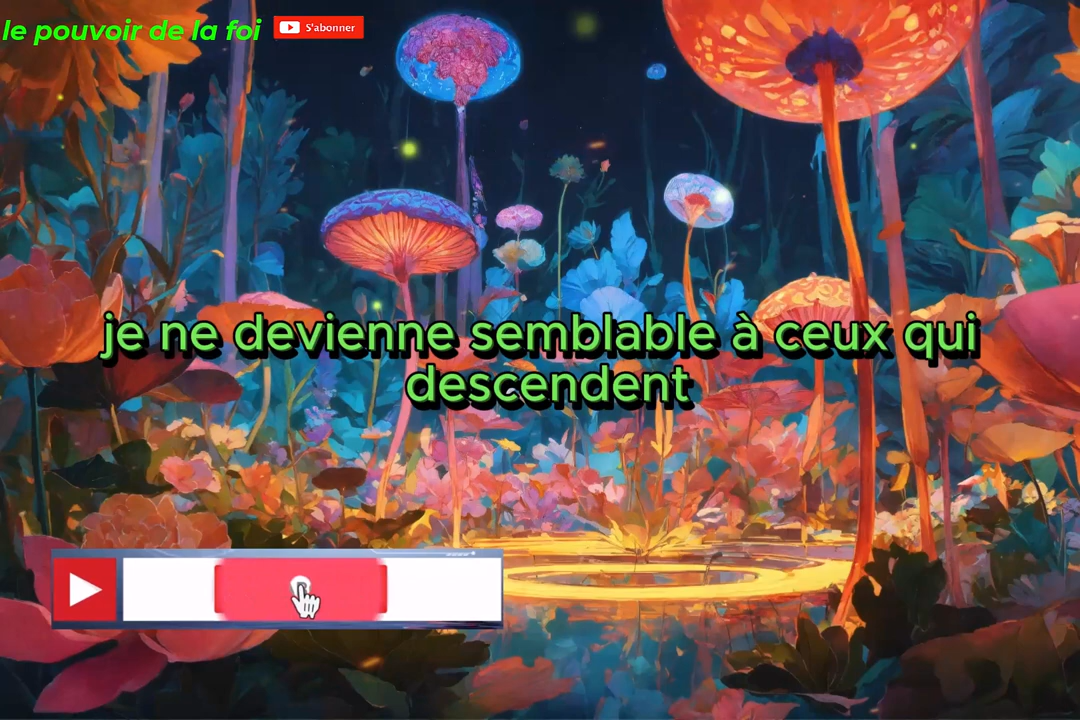 le pouvoir de la foi S'abonner
je ne devienne semblable à ceux qui
descendent